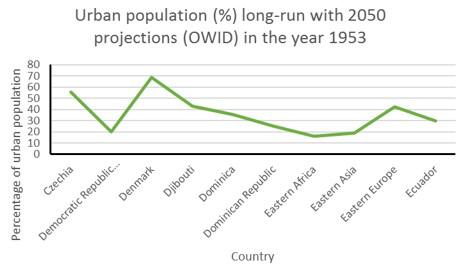 Urban population (%) long-run with 2050
projections (OWID) in the year 1953
Percentage of urban population
80
70
60
50
40
30
20
10
0
Czechia
Democratic Republic...
Denmark
Djibouti
Dominica
Dominican Republic
Eastern Africa
Eastern Asia
Eastern Europe
Ecuador
Country